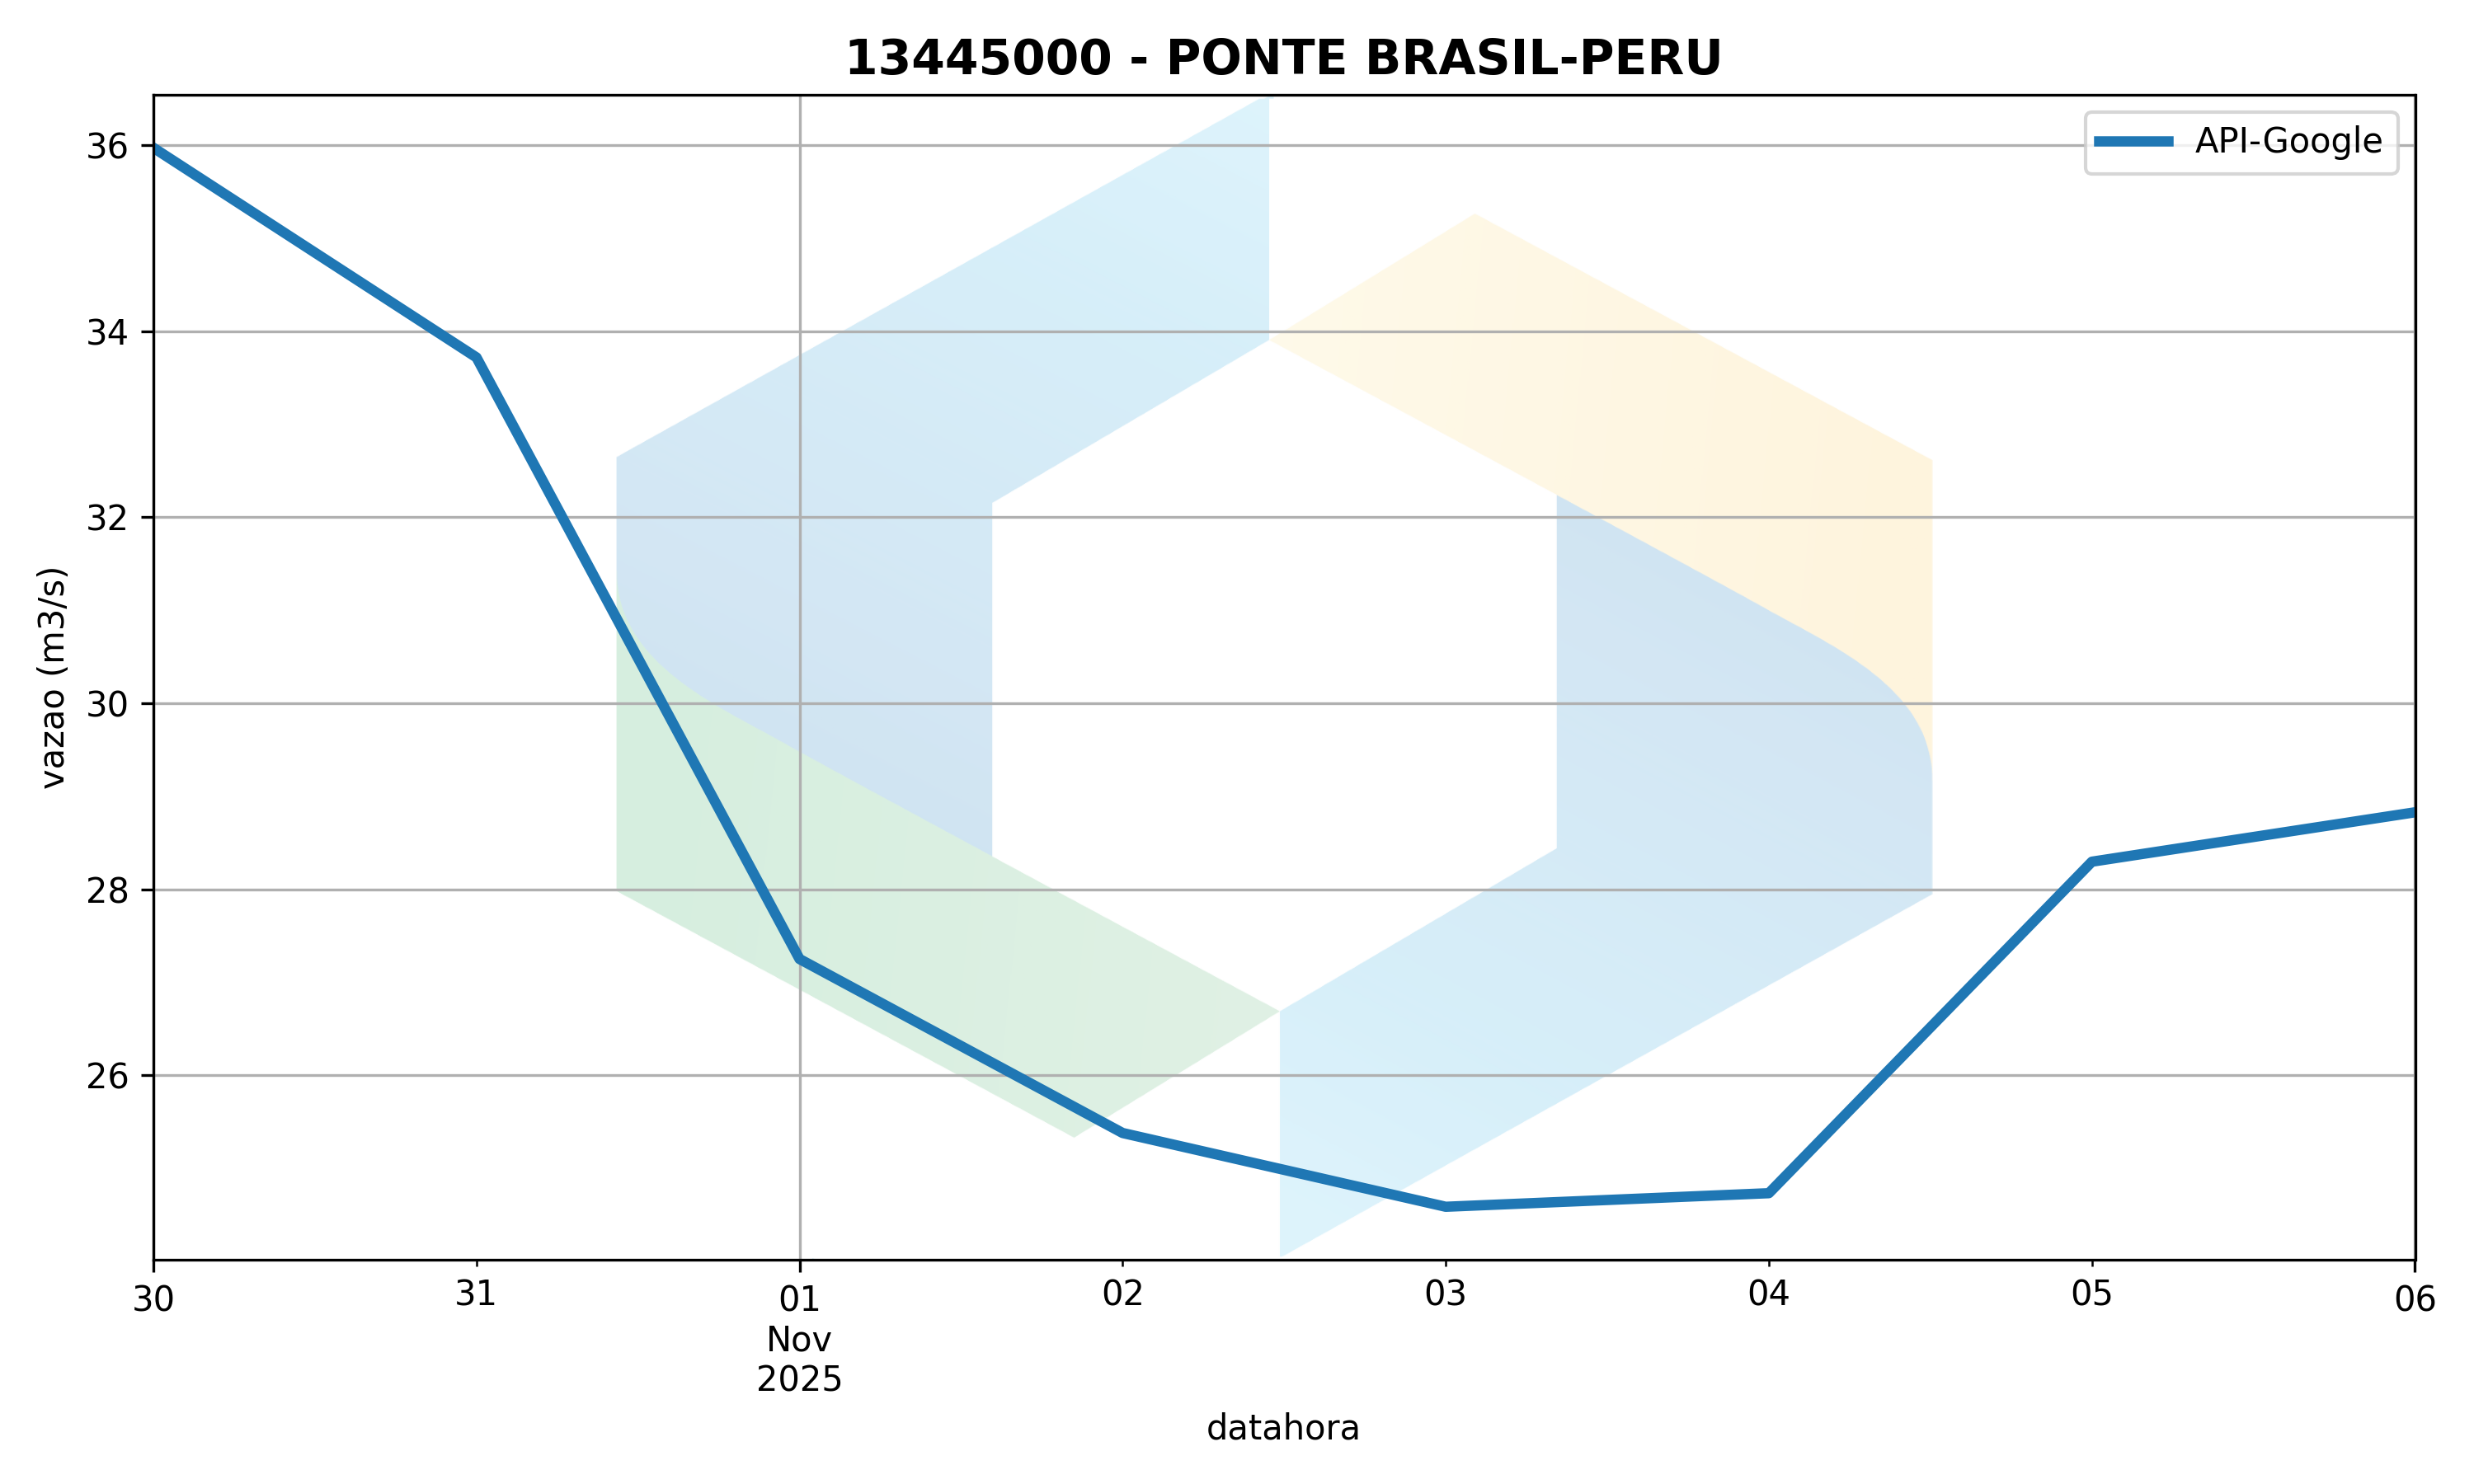 13445000 - PONTE BRASIL-PERU
API-Google
36
34
32
30
28
26
vazao (m3/s)
30 31 01 02 03 04 05 06
Nov
2025
datahora